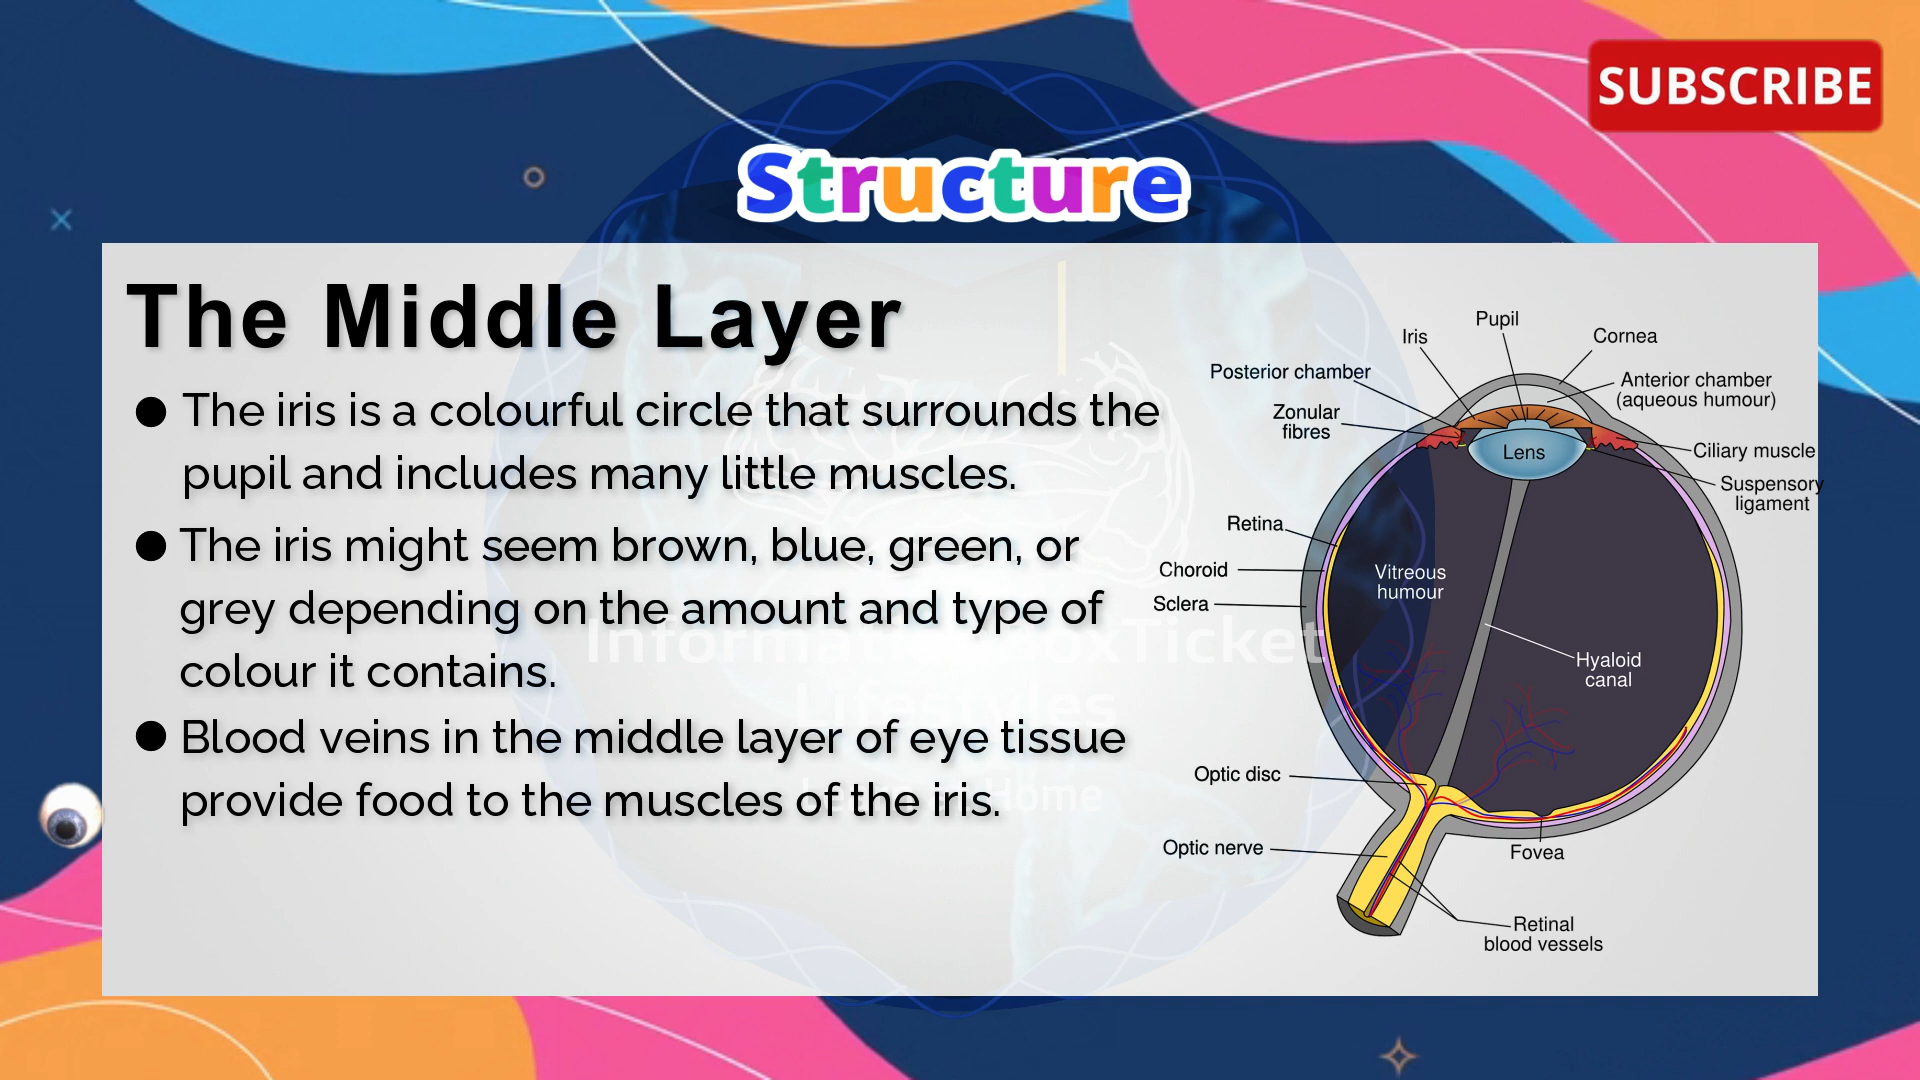 SUBSCRIBE
Structure
The Middle Layer
● The iris is a colourful circle that surrounds the
pupil and includes many little muscles.
● The iris might seem brown, blue, green, or
grey depending on the amount and type of
colour it contains.
● Blood veins in the middle layer of eye tissue
provide food to the muscles of the iris.
Pupil
Iris
Cornea
Posterior chamber
Anterior chamber
(aqueous humour)
Zonular
fibres
Lens
Ciliary muscle
Suspensory
ligament
Retina
Choroid
Sclera
Vitreous
humour
Hyaloid
canal
Optic disc
Optic nerve
Fovea
Retinal
blood vessels
Lifestyles
Home